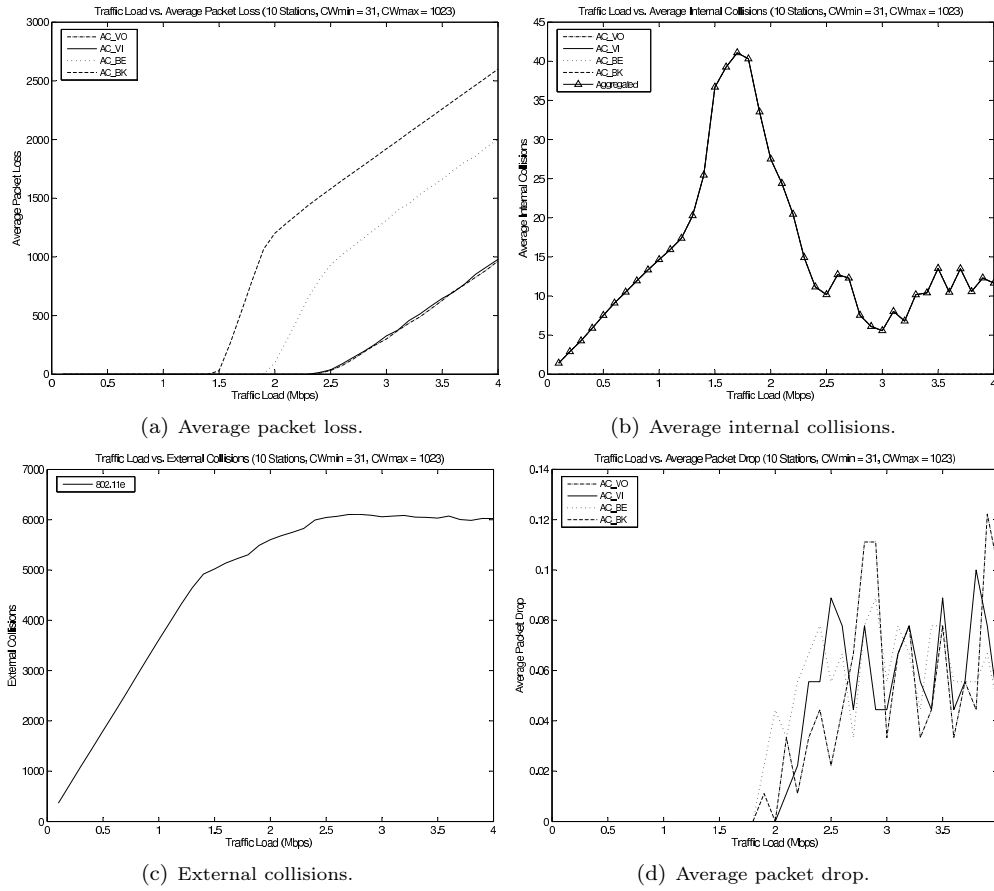 Traffic Load vs. Average Packet Loss (10 Stations, CWmin = 31, CWmax = 1023)
3000
2500
2000
1500
1000
500
0
Average Packet Loss
AC_VO
AC_VI
AC_BE
AC_BK
0 0.5 1 1.5 2 2.5 3 3.5 4
Traffic Load (Mbps)
(a) Average packet loss.
Traffic Load vs. Average Internal Collisions (10 Stations, CWmin = 31, CWmax = 1023)
45
40
35
30
25
20
15
10
5
0
Average Internal Collisions
AC_VO
AC_VI
AC_BE
AC_BK
Aggregated
0 0.5 1 1.5 2 2.5 3 3.5 4
Traffic Load (Mbps)
(b) Average internal collisions.
Traffic Load vs. External Collisions (10 Stations, CWmin = 31, CWmax = 1023)
7000
6000
5000
4000
3000
2000
1000
0
External Collisions
802.11e
0 0.5 1 1.5 2 2.5 3 3.5 4
Traffic Load (Mbps)
(c) External collisions.
Traffic Load vs. Average Packet Drop (10 Stations, CWmin = 31, CWmax = 1023)
0.14
0.12
0.1
0.08
0.06
0.04
0.02
0
Average Packet Drop
AC_VO
AC_VI
AC_BE
AC_BK
0 0.5 1 1.5 2 2.5 3 3.5
Traffic Load (Mbps)
(d) Average packet drop.